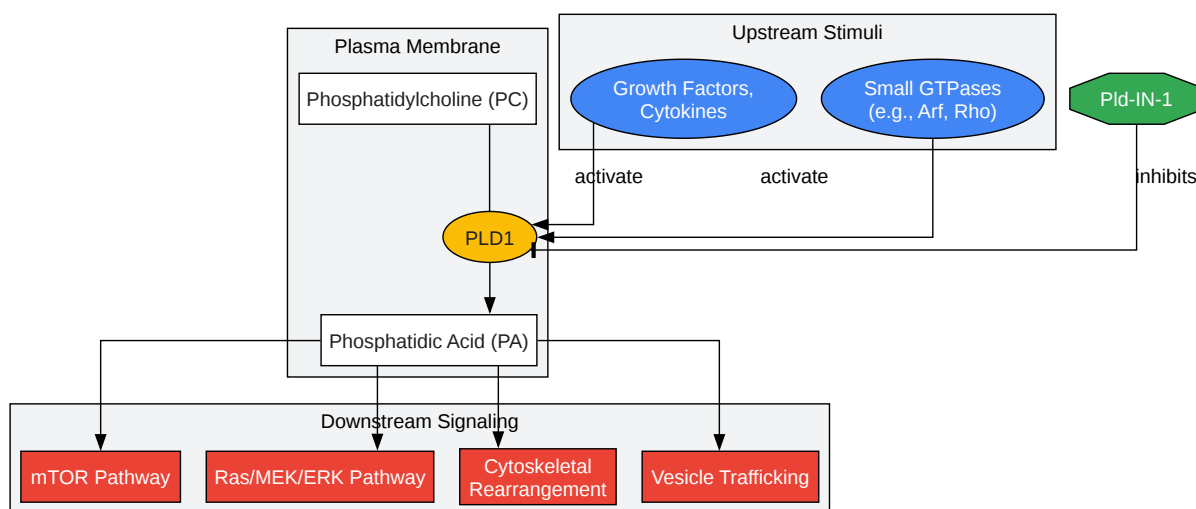 Upstream Stimuli
Plasma Membrane
Phosphatidylcholine (PC)
Growth Factors,
Cytokines
Small GTPases
(e.g., Arf, Rho)
Pld-IN-1
activate
activate
inhibits
PLD1
Phosphatidic Acid (PA)
Downstream Signaling
mTOR Pathway
Ras/MEK/ERK Pathway
Cytoskeletal
Rearrangement
Vesicle Trafficking